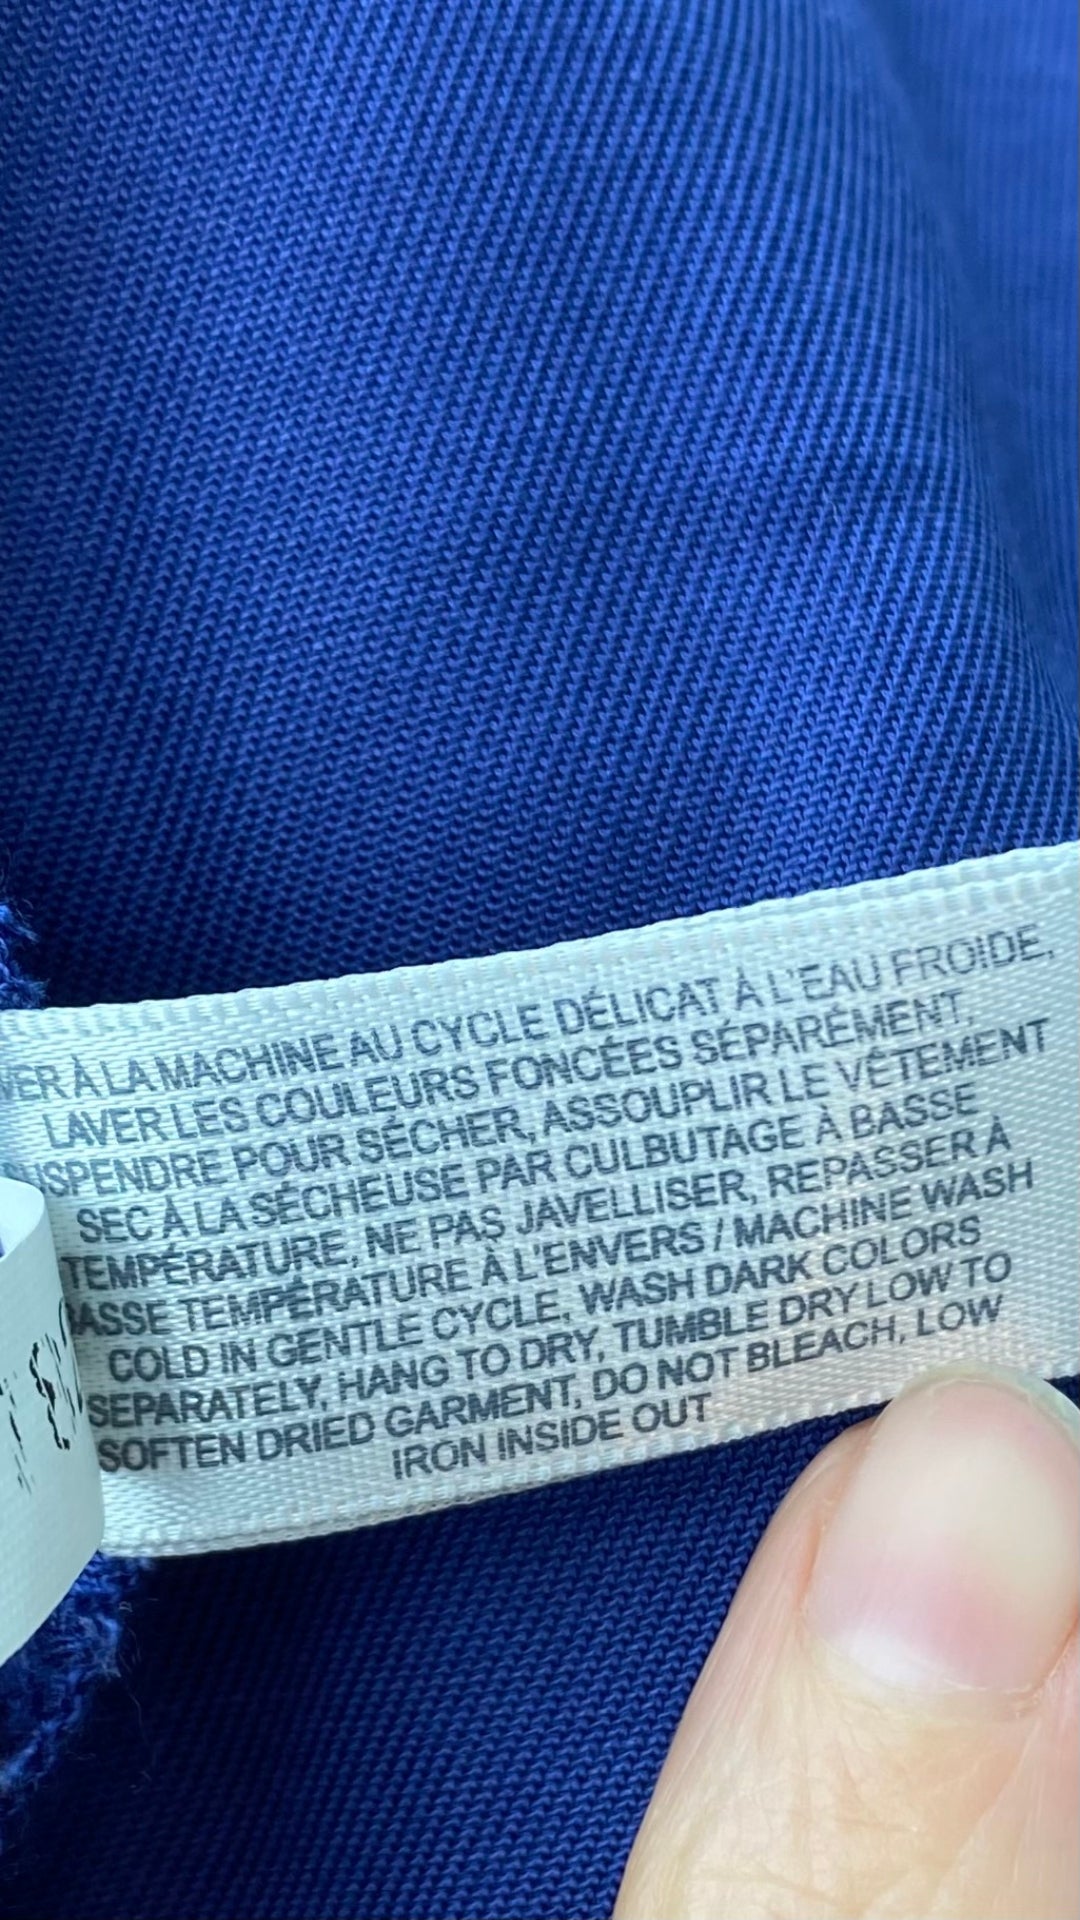 À LA MACHINE AU CYCLE DÉLICAT À L'EAU FROIDE,
LAVER LES COULEURS FONCÉES SÉPARÉMENT,
SUSPENDRE POUR SÉCHER, ASSOUPLIR LE VÊTEMENT
SEC À LA SÉCHEUSE PAR CULBUTAGE À BASSE
TEMPÉRATURE, NE PAS JAVELLISER, REPASSER À
BASSE TEMPÉRATURE À L'ENVERS / MACHINE WASH
COLD IN GENTLE CYCLE, WASH DARK COLORS
SEPARATELY, HANG TO DRY, TUMBLE DRY LOW TO
SOFTEN DRIED GARMENT, DO NOT BLEACH, LOW
IRON INSIDE OUT